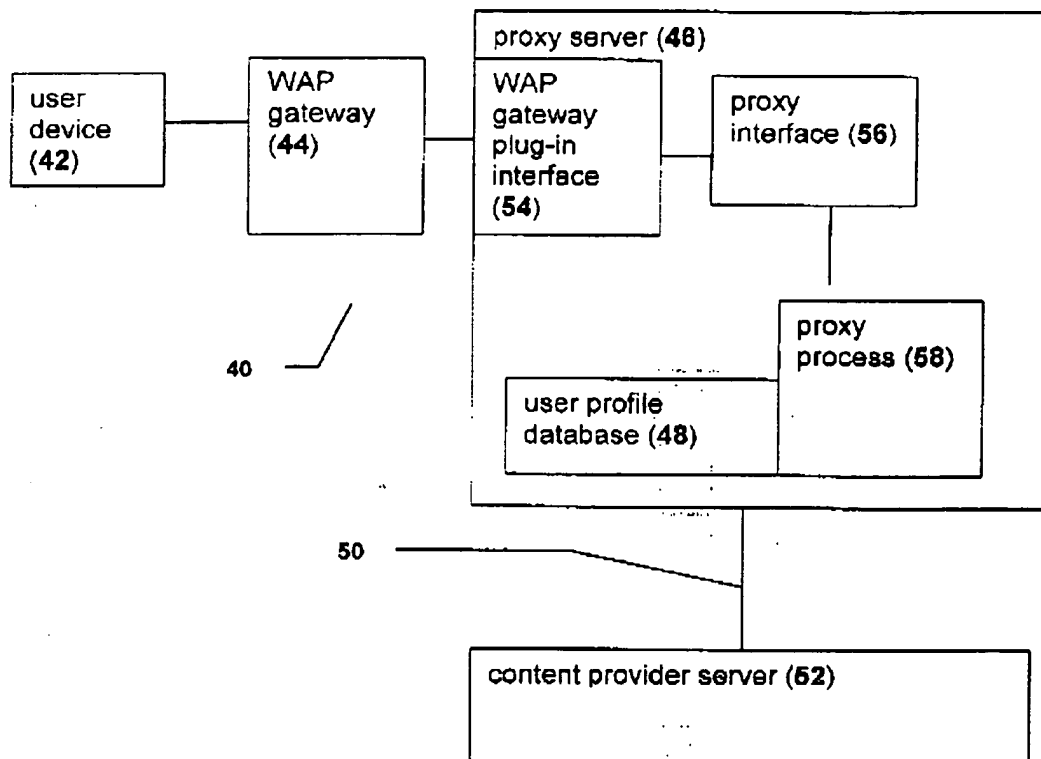 proxy server (46)
user
device
(42)
WAP
gateway
(44)
WAP
gateway
plug-in
interface
(54)
proxy
interface (56)
proxy
process (58)
user profile
database (48)
40
50
content provider server (52)